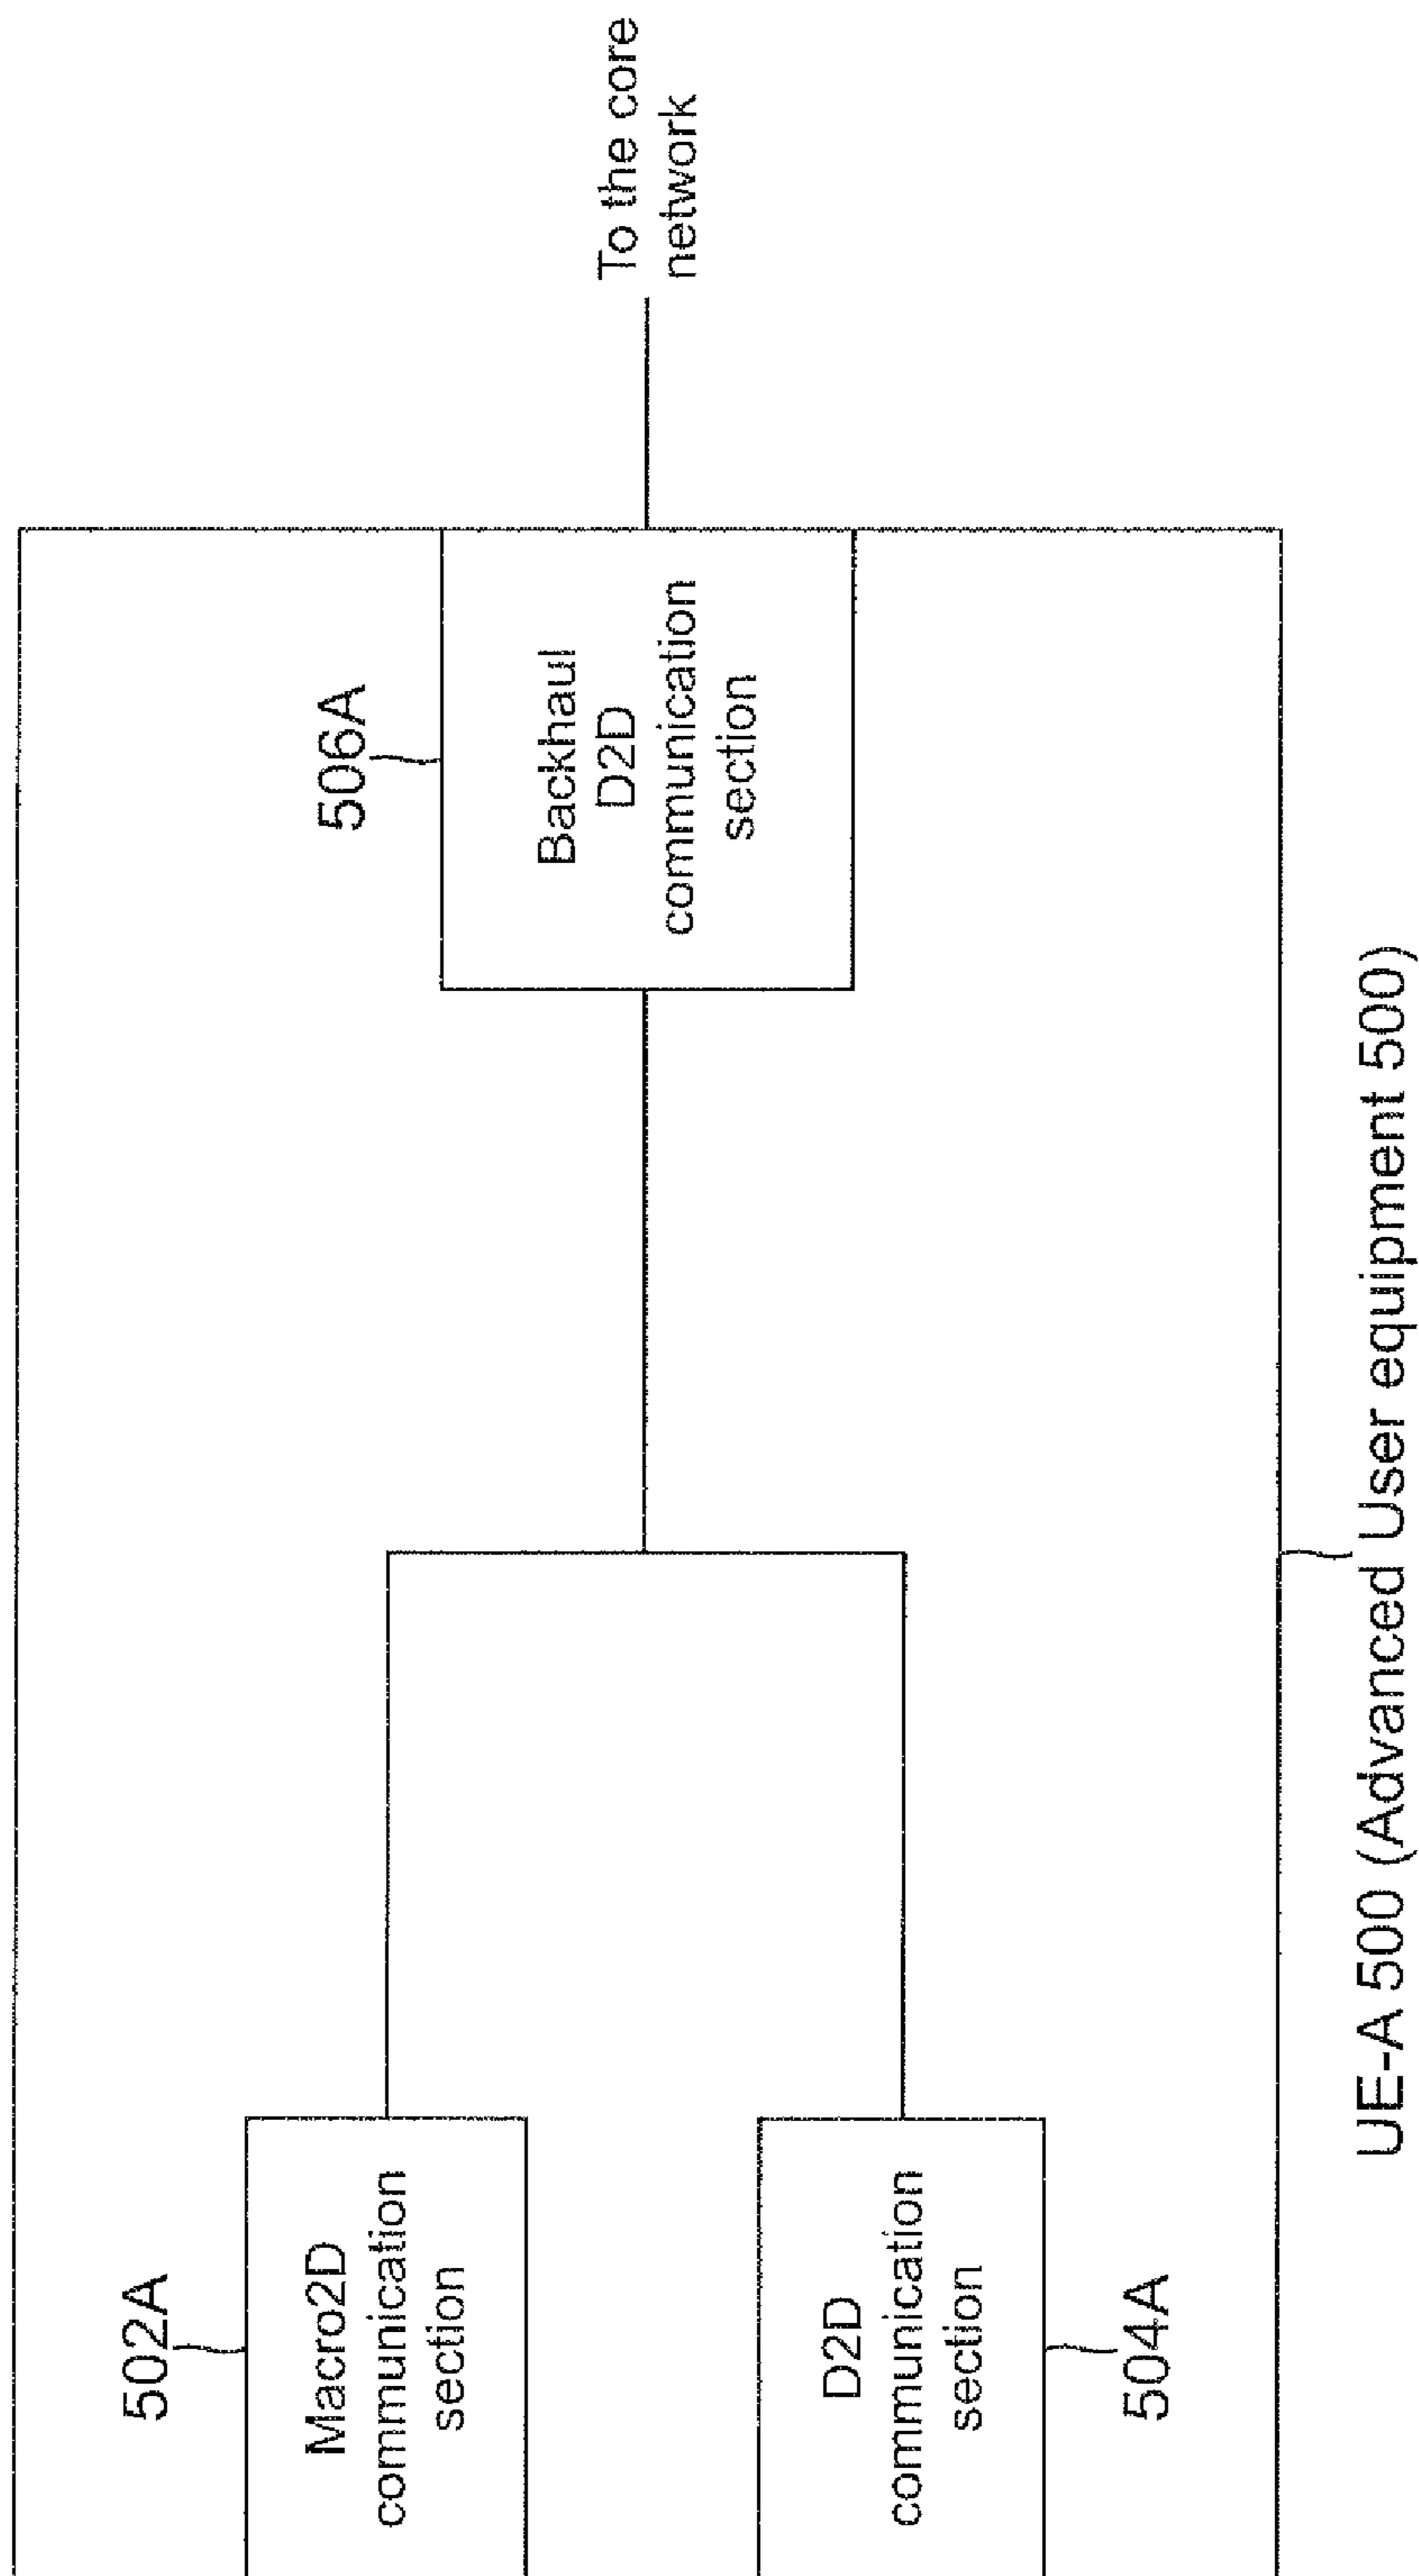 502A
Macro2D
communication
section
D2D
communication
section
504A
506A
Backhaul
D2D
communication
section
To the core
network
UE-A 500 (Advanced User equipment 500)